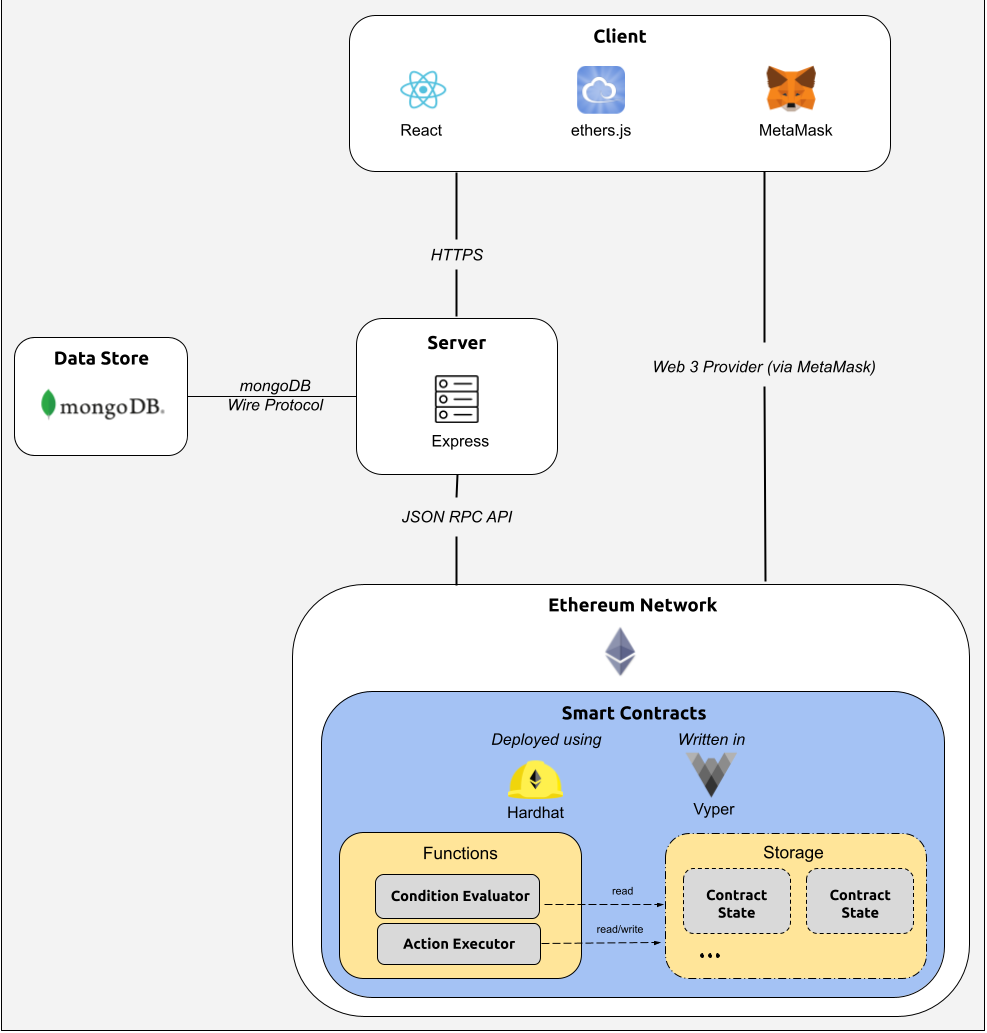 Client
React
ethers.js
MetaMask
HTTPS
Web 3 Provider (via MetaMask)
Data Store
mongoDB.
mongoDB
Wire Protocol
Server
Express
JSON RPC API
Ethereum Network
Smart Contracts
Deployed using
Written in
Hardhat
Vyper
Functions
Condition Evaluator
Action Executor
read
read/write
Storage
Contract
State
Contract
State
...